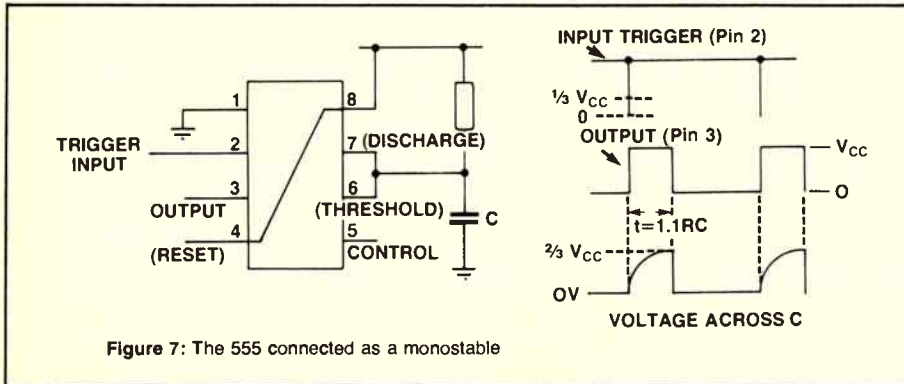 1
8
TRIGGER
INPUT
2
7
(DISCHARGE)
3
OUTPUT
6
(THRESHOLD)
C
4
(RESET)
5
CONTROL
INPUT TRIGGER (Pin 2)
⅓ VCC
0
OUTPUT (Pin 3)
VCC
O
t=1.1RC
⅔ VCC
OV
VOLTAGE ACROSS C
Figure 7: The 555 connected as a monostable